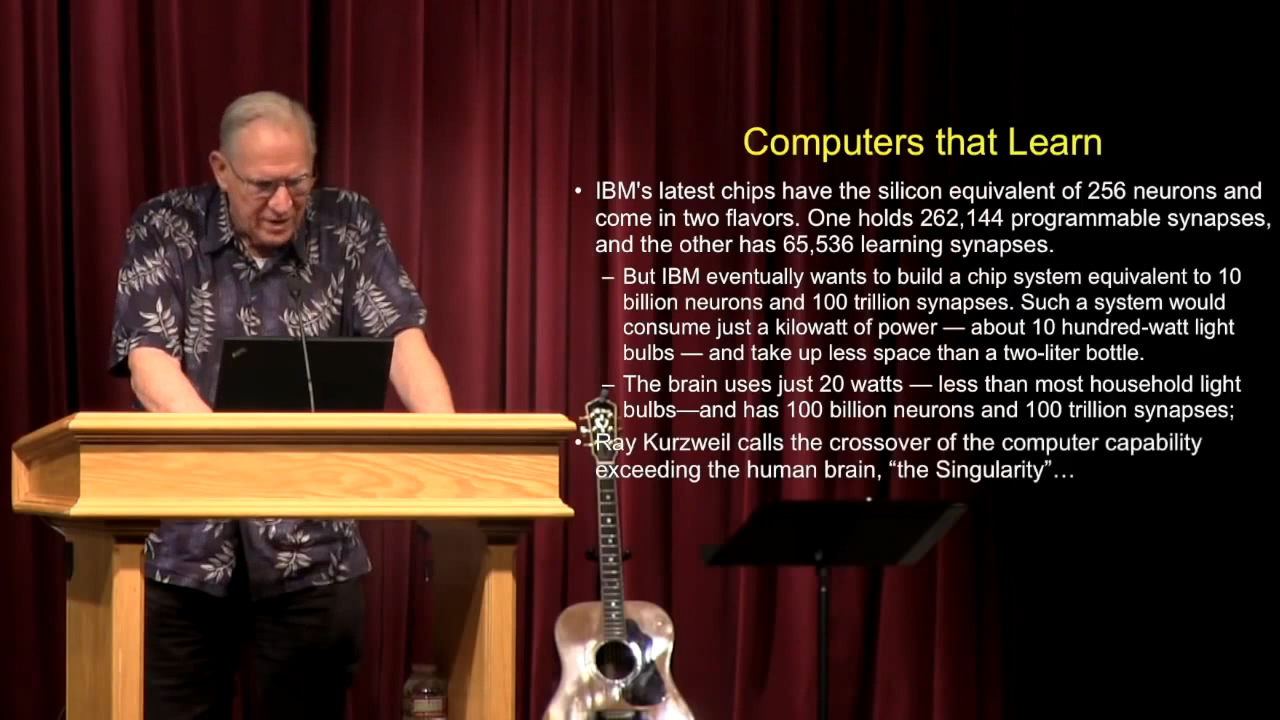 Computers that Learn
• IBM's latest chips have the silicon equivalent of 256 neurons and
come in two flavors. One holds 262,144 programmable synapses,
and the other has 65,536 learning synapses.
– But IBM eventually wants to build a chip system equivalent to 10
billion neurons and 100 trillion synapses. Such a system would
consume just a kilowatt of power — about 10 hundred-watt light
bulbs — and take up less space than a two-liter bottle.
– The brain uses just 20 watts — less than most household light
bulbs—and has 100 billion neurons and 100 trillion synapses;
• Ray Kurzweil calls the crossover of the computer capability
exceeding the human brain, “the Singularity”…